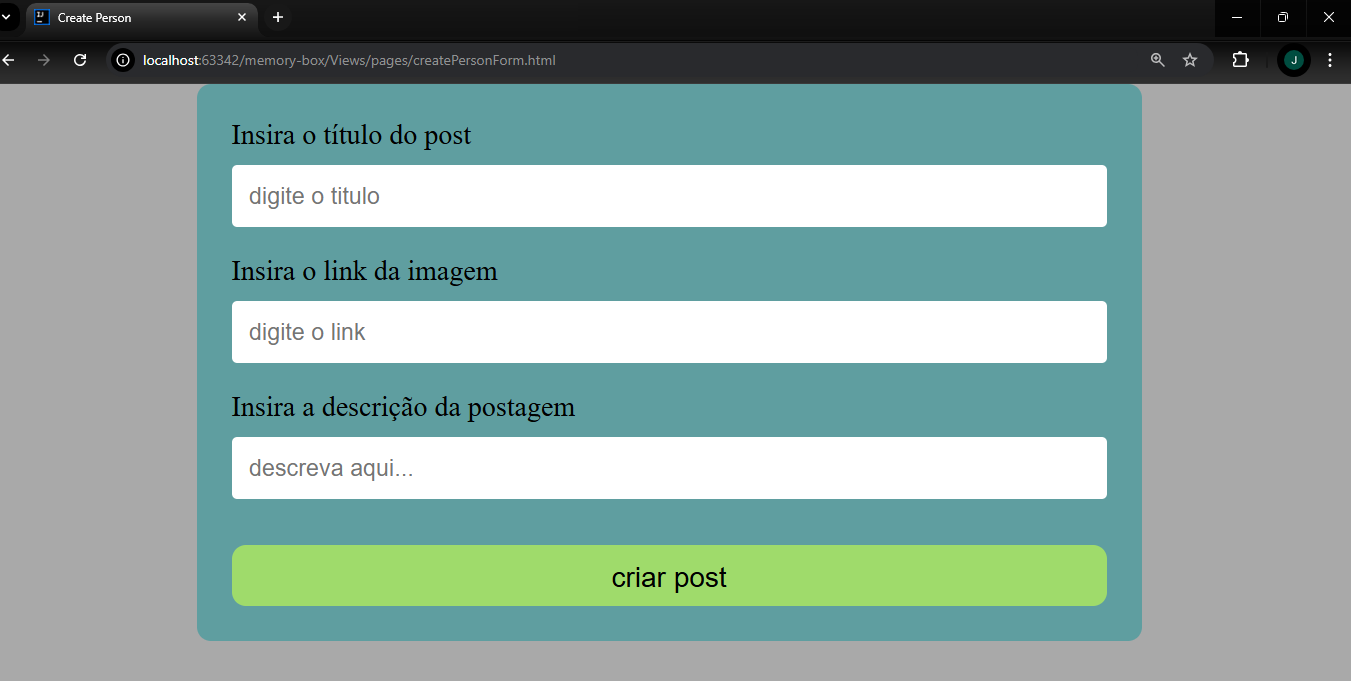 Create Person
localhost:63342/memory-box/Views/pages/createPersonForm.html
J
Insira o título do post
digite o titulo
Insira o link da imagem
digite o link
Insira a descrição da postagem
descreva aqui...
criar post